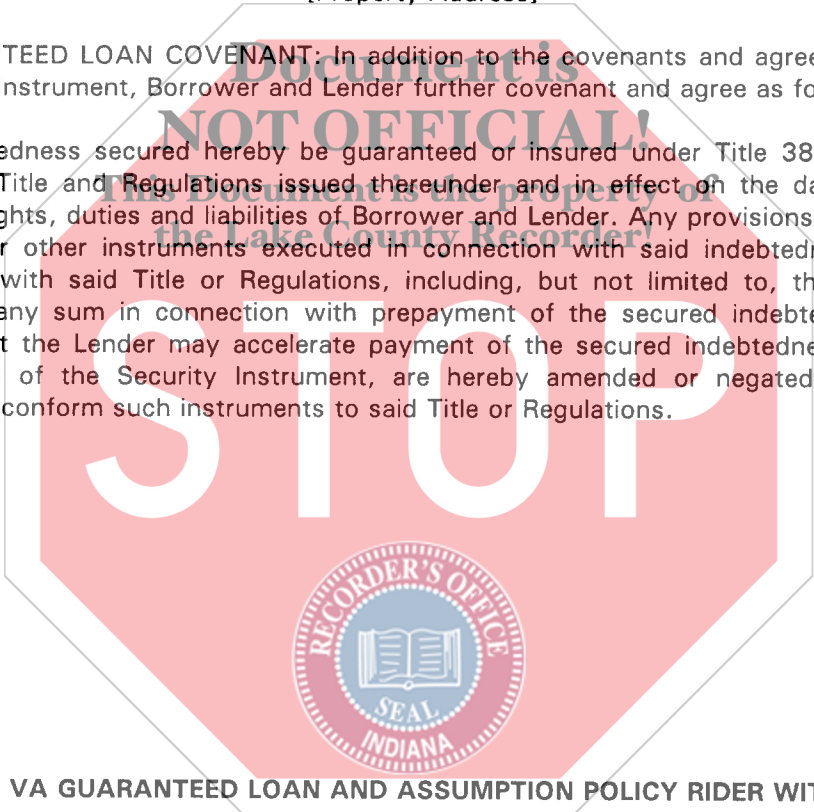 [Property Address]
TEED LOAN COVENANT: In addition to the covenants and agree
nstrument, Borrower and Lender further covenant and agree as fo
edness secured hereby be guaranteed or insured under Title 38
Title and Regulations issued thereunder and in effect on the da
ghts, duties and liabilities of Borrower and Lender. Any provisions
r other instruments executed in connection with said indebtedn
with said Title or Regulations, including, but not limited to, th
any sum in connection with prepayment of the secured indebte
t the Lender may accelerate payment of the secured indebtedne
of the Security Instrument, are hereby amended or negated
conform such instruments to said Title or Regulations.
Document is
NOT OFFICIAL!
This Document is the property of
the Lake County Recorder!
STOP
RECORDER'S OFFICE
SEAL
INDIANA
VA GUARANTEED LOAN AND ASSUMPTION POLICY RIDER WIT